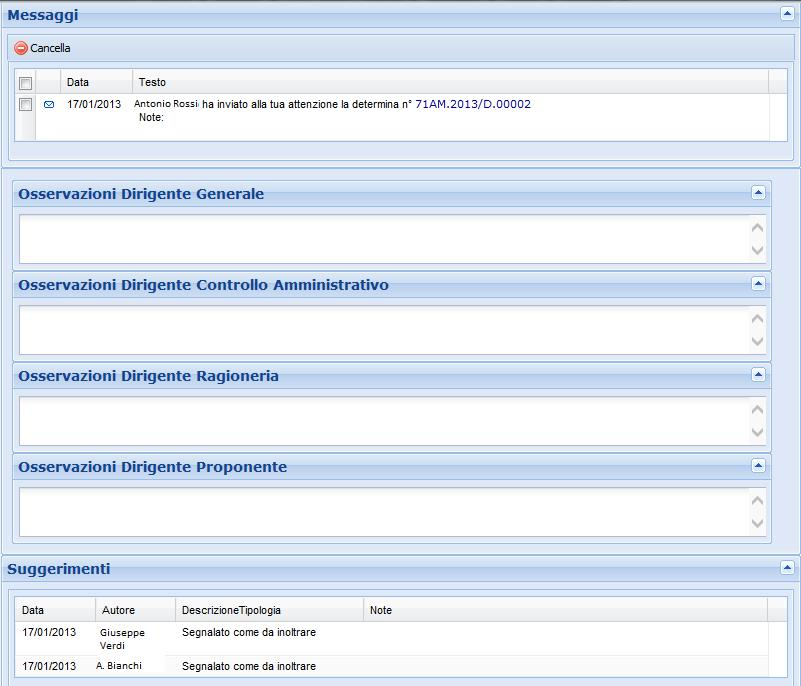 Messaggi
Cancella
Data Testo
17/01/2013 Antonio Rossi ha inviato alla tua attenzione la determina n° 71AM.2013/D.00002
Note:
Osservazioni Dirigente Generale
Osservazioni Dirigente Controllo Amministrativo
Osservazioni Dirigente Ragioneria
Osservazioni Dirigente Proponente
Suggerimenti
Data Autore DescrizioneTipologia Note
17/01/2013 Giuseppe Segnalato come da inoltrare
Verdi
17/01/2013 A. Bianchi Segnalato come da inoltrare